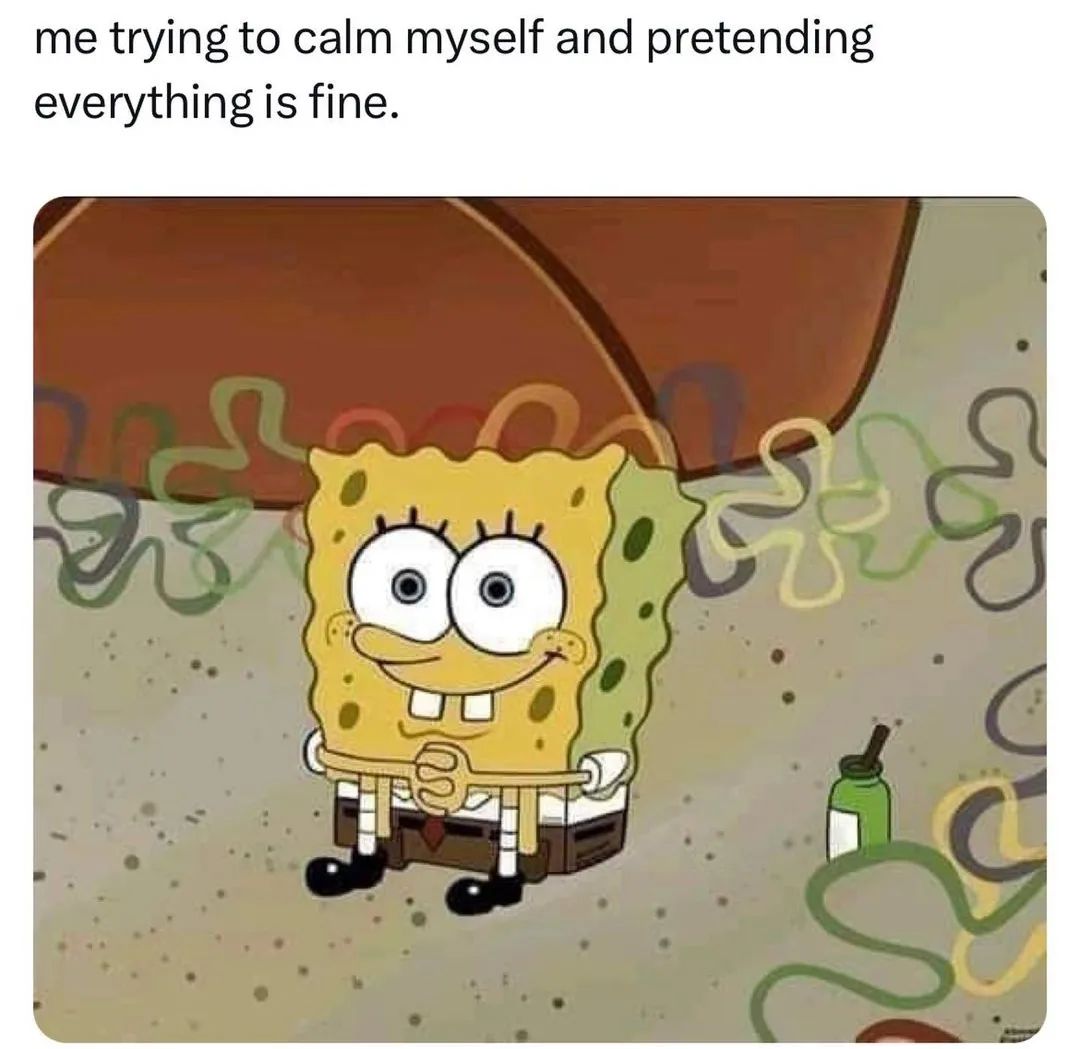 me trying to calm myself and pretending
everything is fine.